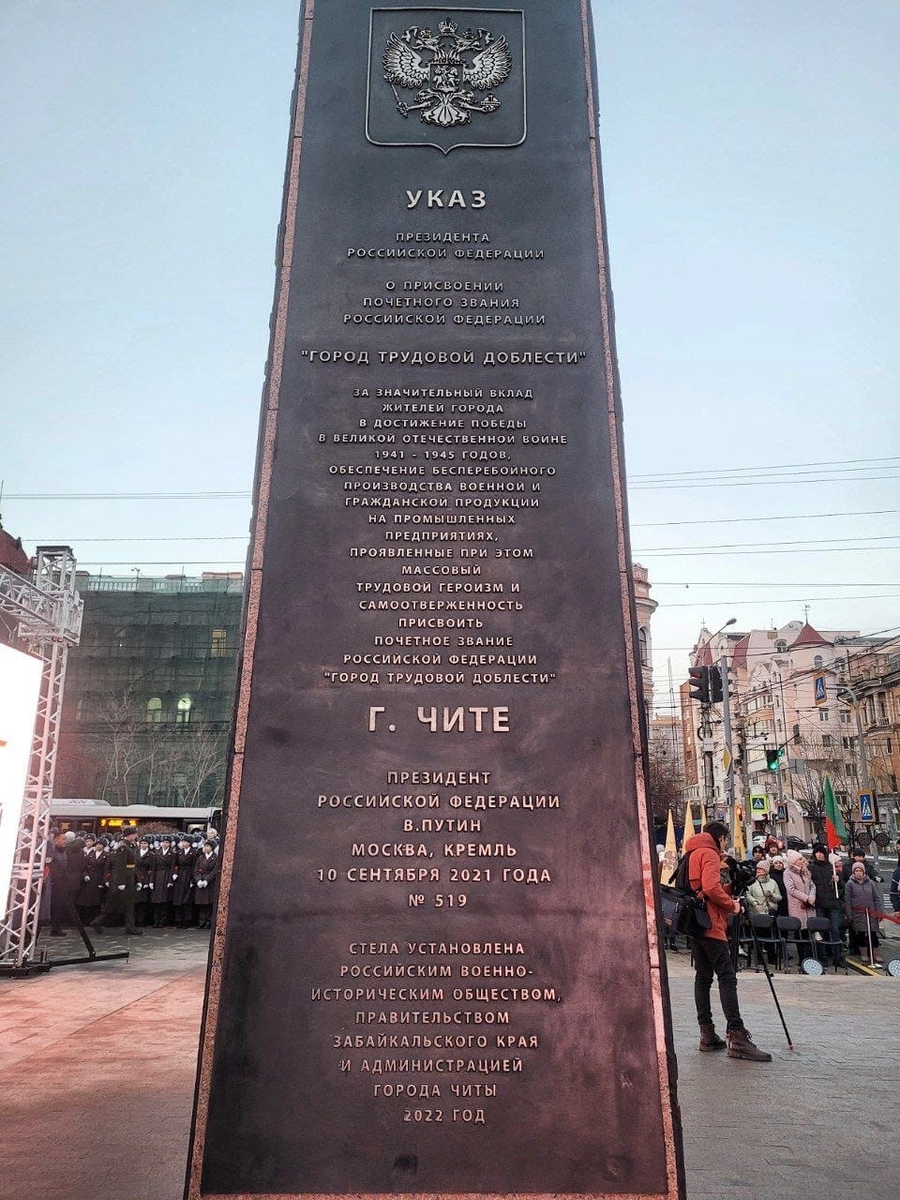 УКАЗ
ПРЕЗИДЕНТА
РОССИЙСКОЙ ФЕДЕРАЦИИ
О ПРИСВОЕНИИ
ПОЧЕТНОГО ЗВАНИЯ
РОССИЙСКОЙ ФЕДЕРАЦИИ
"ГОРОД ТРУДОВОЙ ДОБЛЕСТИ"
ЗА ЗНАЧИТЕЛЬНЫЙ ВКЛАД
ЖИТЕЛЕЙ ГОРОДА
В ДОСТИЖЕНИЕ ПОБЕДЫ
В ВЕЛИКОЙ ОТЕЧЕСТВЕННОЙ ВОЙНЕ
1941 - 1945 ГОДОВ,
ОБЕСПЕЧЕНИЕ БЕСПЕРЕБОЙНОГО
ПРОИЗВОДСТВА ВОЕННОЙ И
ГРАЖДАНСКОЙ ПРОДУКЦИИ
НА ПРОМЫШЛЕННЫХ
ПРЕДПРИЯТИЯХ,
ПРОЯВЛЕННЫЕ ПРИ ЭТОМ
МАССОВЫЙ
ТРУДОВОЙ ГЕРОИЗМ И
САМООТВЕРЖЕННОСТЬ
ПРИСВОИТЬ
ПОЧЕТНОЕ ЗВАНИЕ
РОССИЙСКОЙ ФЕДЕРАЦИИ
"ГОРОД ТРУДОВОЙ ДОБЛЕСТИ"
Г. ЧИТЕ
ПРЕЗИДЕНТ
РОССИЙСКОЙ ФЕДЕРАЦИИ
В.ПУТИН
МОСКВА, КРЕМЛЬ
10 СЕНТЯБРЯ 2021 ГОДА
№ 519
СТЕЛА УСТАНОВЛЕНА
РОССИЙСКИМ ВОЕННО-
ИСТОРИЧЕСКИМ ОБЩЕСТВОМ,
ПРАВИТЕЛЬСТВОМ
ЗАБАЙКАЛЬСКОГО КРАЯ
И АДМИНИСТРАЦИЕЙ
ГОРОДА ЧИТЫ
2022 ГОД